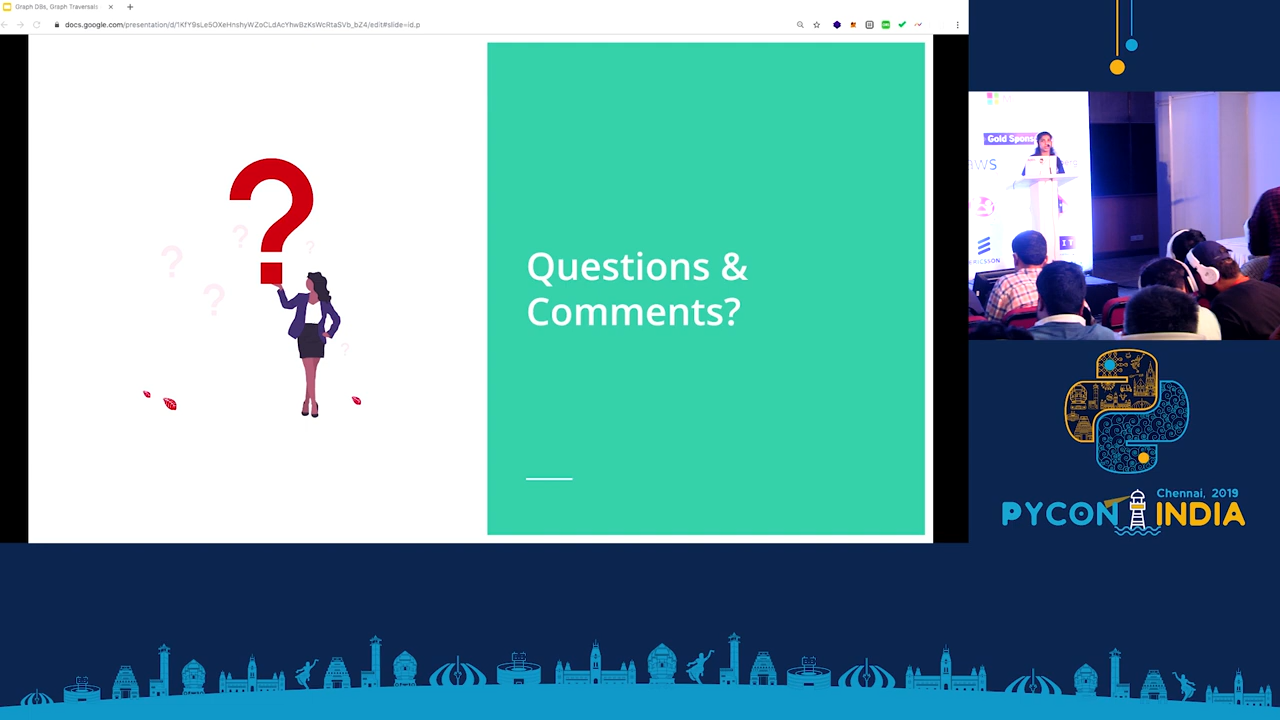 Graph DBs, Graph Traversals
docs.google.com/presentation/d/1KfY9sLe5OXeHnshyWZoCLdAcYhwBzKsWcRtaSVb_bZ4/edit#slide=id.p
Questions &
Comments?
Gold Spons
ERICSSON
Chennai, 2019
PYCON INDIA